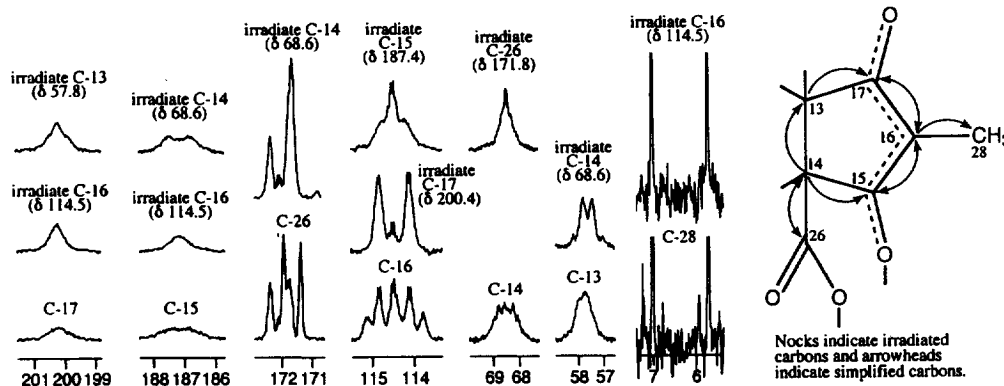 irradiate C-13
(δ 57.8)
irradiate C-16
(δ 114.5)
C-17
201 200 199
irradiate C-14
(δ 68.6)
irradiate C-16
(δ 114.5)
C-15
188 187 186
irradiate C-14
(δ 68.6)
C-26
172 171
irradiate
C-15
(δ 187.4)
irradiate
C-17
(δ 200.4)
C-16
115 114
irradiate
C-26
(δ 171.8)
C-14
69 68
irradiate
C-14
(δ 68.6)
C-13
58 57
irradiate C-16
(δ 114.5)
C-28
7 6
O
17
13
16
CH3
28
14
15
O
26
O
O
Nocks indicate irradiated
carbons and arrowheads
indicate simplified carbons.